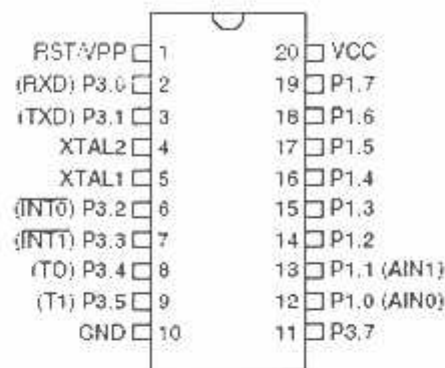 RST/VPP 1 20 VCC
(RXD) P3.0 2 19 P1.7
(TXD) P3.1 3 18 P1.6
XTAL2 4 17 P1.5
XTAL1 5 16 P1.4
(INT0) P3.2 6 15 P1.3
(INT1) P3.3 7 14 P1.2
(TO) P3.4 8 13 P1.1 (AIN1)
(T1) P3.5 9 12 P1.0 (AIN0)
GND 10 11 P3.7